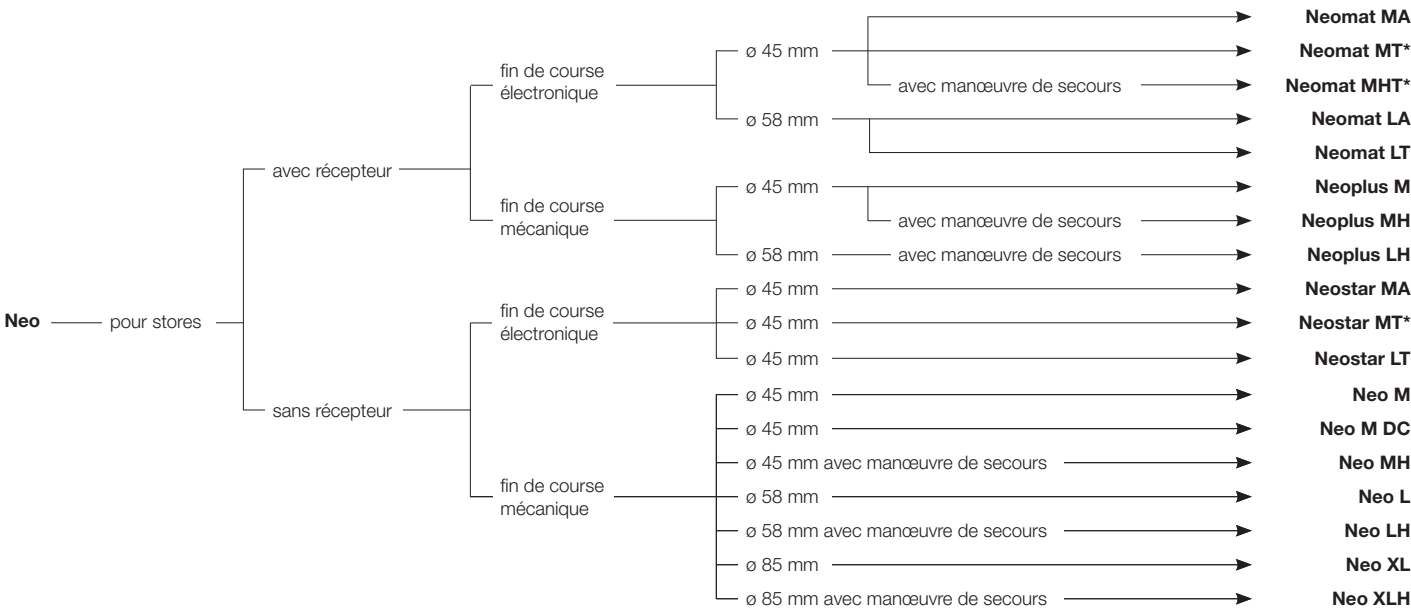 Neo
pour stores
avec récepteur
fin de course
électronique
ø 45 mm
Neomat MA
Neomat MT*
avec manœuvre de secours
Neomat MHT*
ø 58 mm
Neomat LA
Neomat LT
fin de course
mécanique
ø 45 mm
Neoplus M
avec manœuvre de secours
Neoplus MH
ø 58 mm
avec manœuvre de secours
Neoplus LH
sans récepteur
fin de course
électronique
ø 45 mm
Neostar MA
ø 45 mm
Neostar MT*
ø 45 mm
Neostar LT
fin de course
mécanique
ø 45 mm
Neo M
ø 45 mm
Neo M DC
ø 45 mm avec manœuvre de secours
Neo MH
ø 58 mm
Neo L
ø 58 mm avec manœuvre de secours
Neo LH
ø 85 mm
Neo XL
ø 85 mm avec manœuvre de secours
Neo XLH